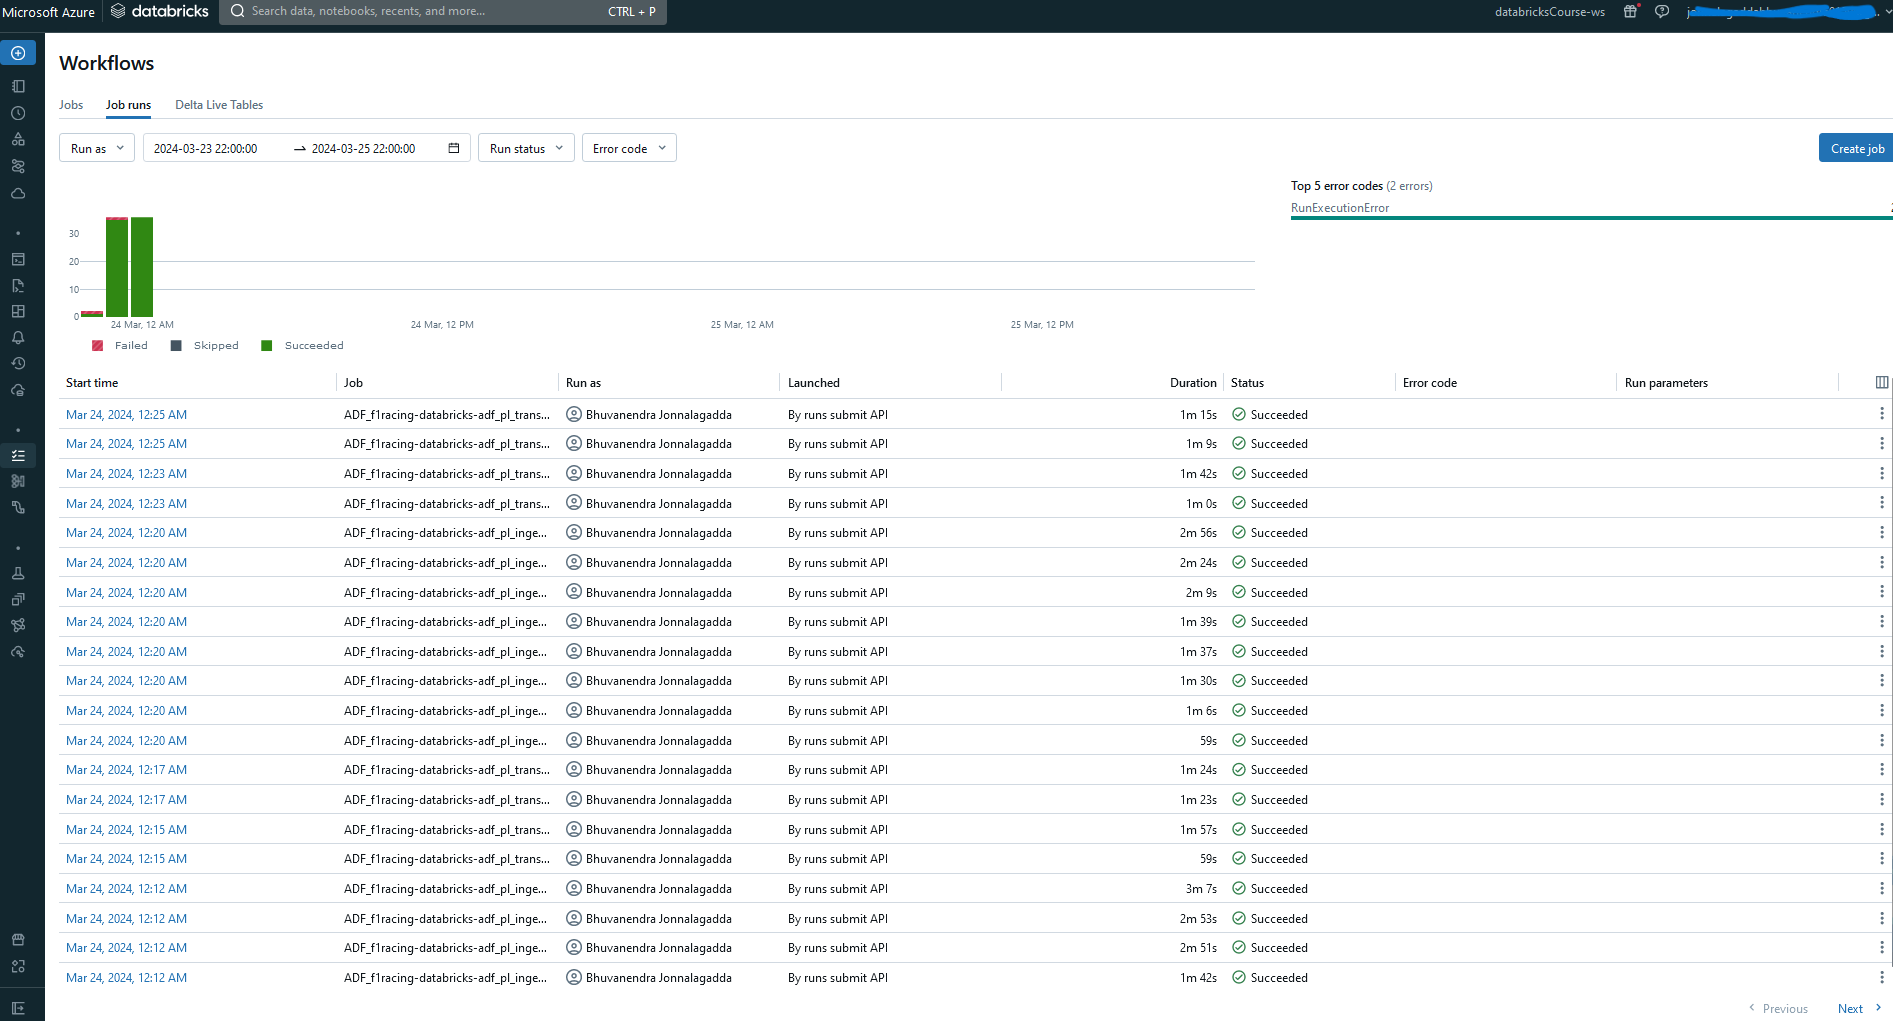 Microsoft Azure databricks Search data, notebooks, recents, and more... CTRL + P databricksCourse-ws
Workflows
Jobs Job runs Delta Live Tables
Run as 2024-03-23 22:00:00 → 2024-03-25 22:00:00 Run status Error code Create job
Top 5 error codes (2 errors)
RunExecutionError
30
20
10
0
24 Mar, 12 AM 24 Mar, 12 PM 25 Mar, 12 AM 25 Mar, 12 PM
Failed Skipped Succeeded
Start time Job Run as Launched Duration Status Error code Run parameters
Mar 24, 2024, 12:25 AM ADF_f1racing-databricks-adf_pl_trans... Bhuvanendra Jonnalagadda By runs submit API 1m 15s Succeeded
Mar 24, 2024, 12:25 AM ADF_f1racing-databricks-adf_pl_trans... Bhuvanendra Jonnalagadda By runs submit API 1m 9s Succeeded
Mar 24, 2024, 12:23 AM ADF_f1racing-databricks-adf_pl_trans... Bhuvanendra Jonnalagadda By runs submit API 1m 42s Succeeded
Mar 24, 2024, 12:23 AM ADF_f1racing-databricks-adf_pl_trans... Bhuvanendra Jonnalagadda By runs submit API 1m 0s Succeeded
Mar 24, 2024, 12:20 AM ADF_f1racing-databricks-adf_pl_inge... Bhuvanendra Jonnalagadda By runs submit API 2m 56s Succeeded
Mar 24, 2024, 12:20 AM ADF_f1racing-databricks-adf_pl_inge... Bhuvanendra Jonnalagadda By runs submit API 2m 24s Succeeded
Mar 24, 2024, 12:20 AM ADF_f1racing-databricks-adf_pl_inge... Bhuvanendra Jonnalagadda By runs submit API 2m 9s Succeeded
Mar 24, 2024, 12:20 AM ADF_f1racing-databricks-adf_pl_inge... Bhuvanendra Jonnalagadda By runs submit API 1m 39s Succeeded
Mar 24, 2024, 12:20 AM ADF_f1racing-databricks-adf_pl_inge... Bhuvanendra Jonnalagadda By runs submit API 1m 37s Succeeded
Mar 24, 2024, 12:20 AM ADF_f1racing-databricks-adf_pl_inge... Bhuvanendra Jonnalagadda By runs submit API 1m 30s Succeeded
Mar 24, 2024, 12:20 AM ADF_f1racing-databricks-adf_pl_inge... Bhuvanendra Jonnalagadda By runs submit API 1m 6s Succeeded
Mar 24, 2024, 12:20 AM ADF_f1racing-databricks-adf_pl_inge... Bhuvanendra Jonnalagadda By runs submit API 59s Succeeded
Mar 24, 2024, 12:17 AM ADF_f1racing-databricks-adf_pl_trans... Bhuvanendra Jonnalagadda By runs submit API 1m 24s Succeeded
Mar 24, 2024, 12:17 AM ADF_f1racing-databricks-adf_pl_trans... Bhuvanendra Jonnalagadda By runs submit API 1m 23s Succeeded
Mar 24, 2024, 12:15 AM ADF_f1racing-databricks-adf_pl_trans... Bhuvanendra Jonnalagadda By runs submit API 1m 57s Succeeded
Mar 24, 2024, 12:15 AM ADF_f1racing-databricks-adf_pl_trans... Bhuvanendra Jonnalagadda By runs submit API 59s Succeeded
Mar 24, 2024, 12:12 AM ADF_f1racing-databricks-adf_pl_inge... Bhuvanendra Jonnalagadda By runs submit API 3m 7s Succeeded
Mar 24, 2024, 12:12 AM ADF_f1racing-databricks-adf_pl_inge... Bhuvanendra Jonnalagadda By runs submit API 2m 53s Succeeded
Mar 24, 2024, 12:12 AM ADF_f1racing-databricks-adf_pl_inge... Bhuvanendra Jonnalagadda By runs submit API 2m 51s Succeeded
Mar 24, 2024, 12:12 AM ADF_f1racing-databricks-adf_pl_inge... Bhuvanendra Jonnalagadda By runs submit API 1m 42s Succeeded
Previous Next